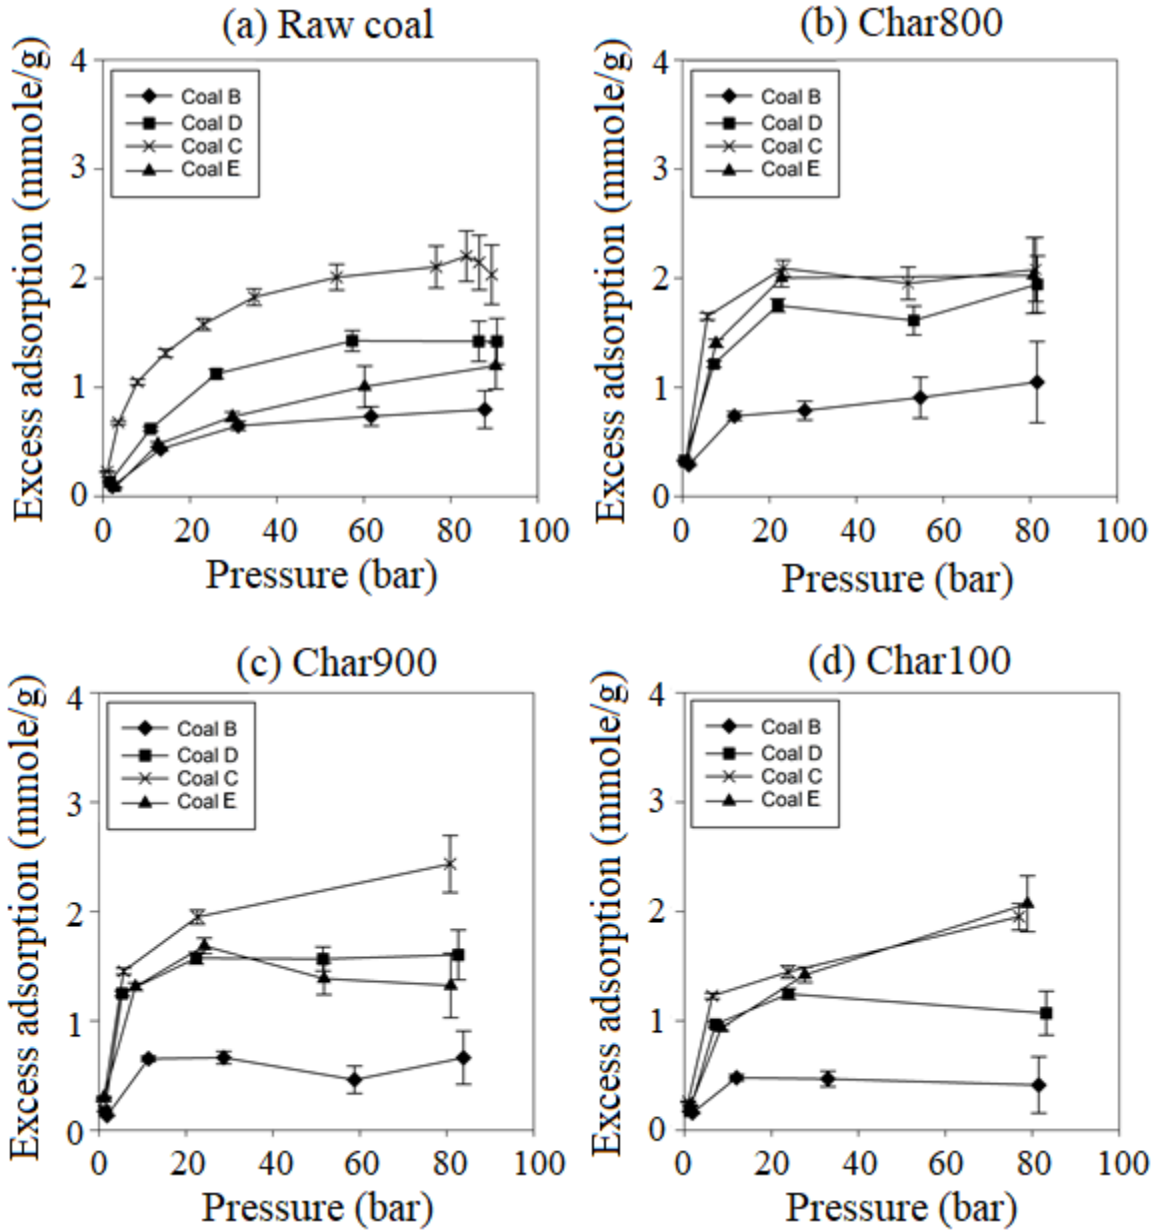 (a) Raw coal
Excess adsorption (mmole/g)
4
3
2
1
0
Coal B
Coal D
Coal C
Coal E
0 20 40 60 80 100
Pressure (bar)
(b) Char800
Excess adsorption (mmole/g)
4
3
2
1
0
Coal B
Coal D
Coal C
Coal E
0 20 40 60 80 100
Pressure (bar)
(c) Char900
Excess adsorption (mmole/g)
4
3
2
1
0
Coal B
Coal D
Coal C
Coal E
0 20 40 60 80 100
Pressure (bar)
(d) Char100
Excess adsorption (mmole/g)
4
3
2
1
0
Coal B
Coal D
Coal C
Coal E
0 20 40 60 80 100
Pressure (bar)